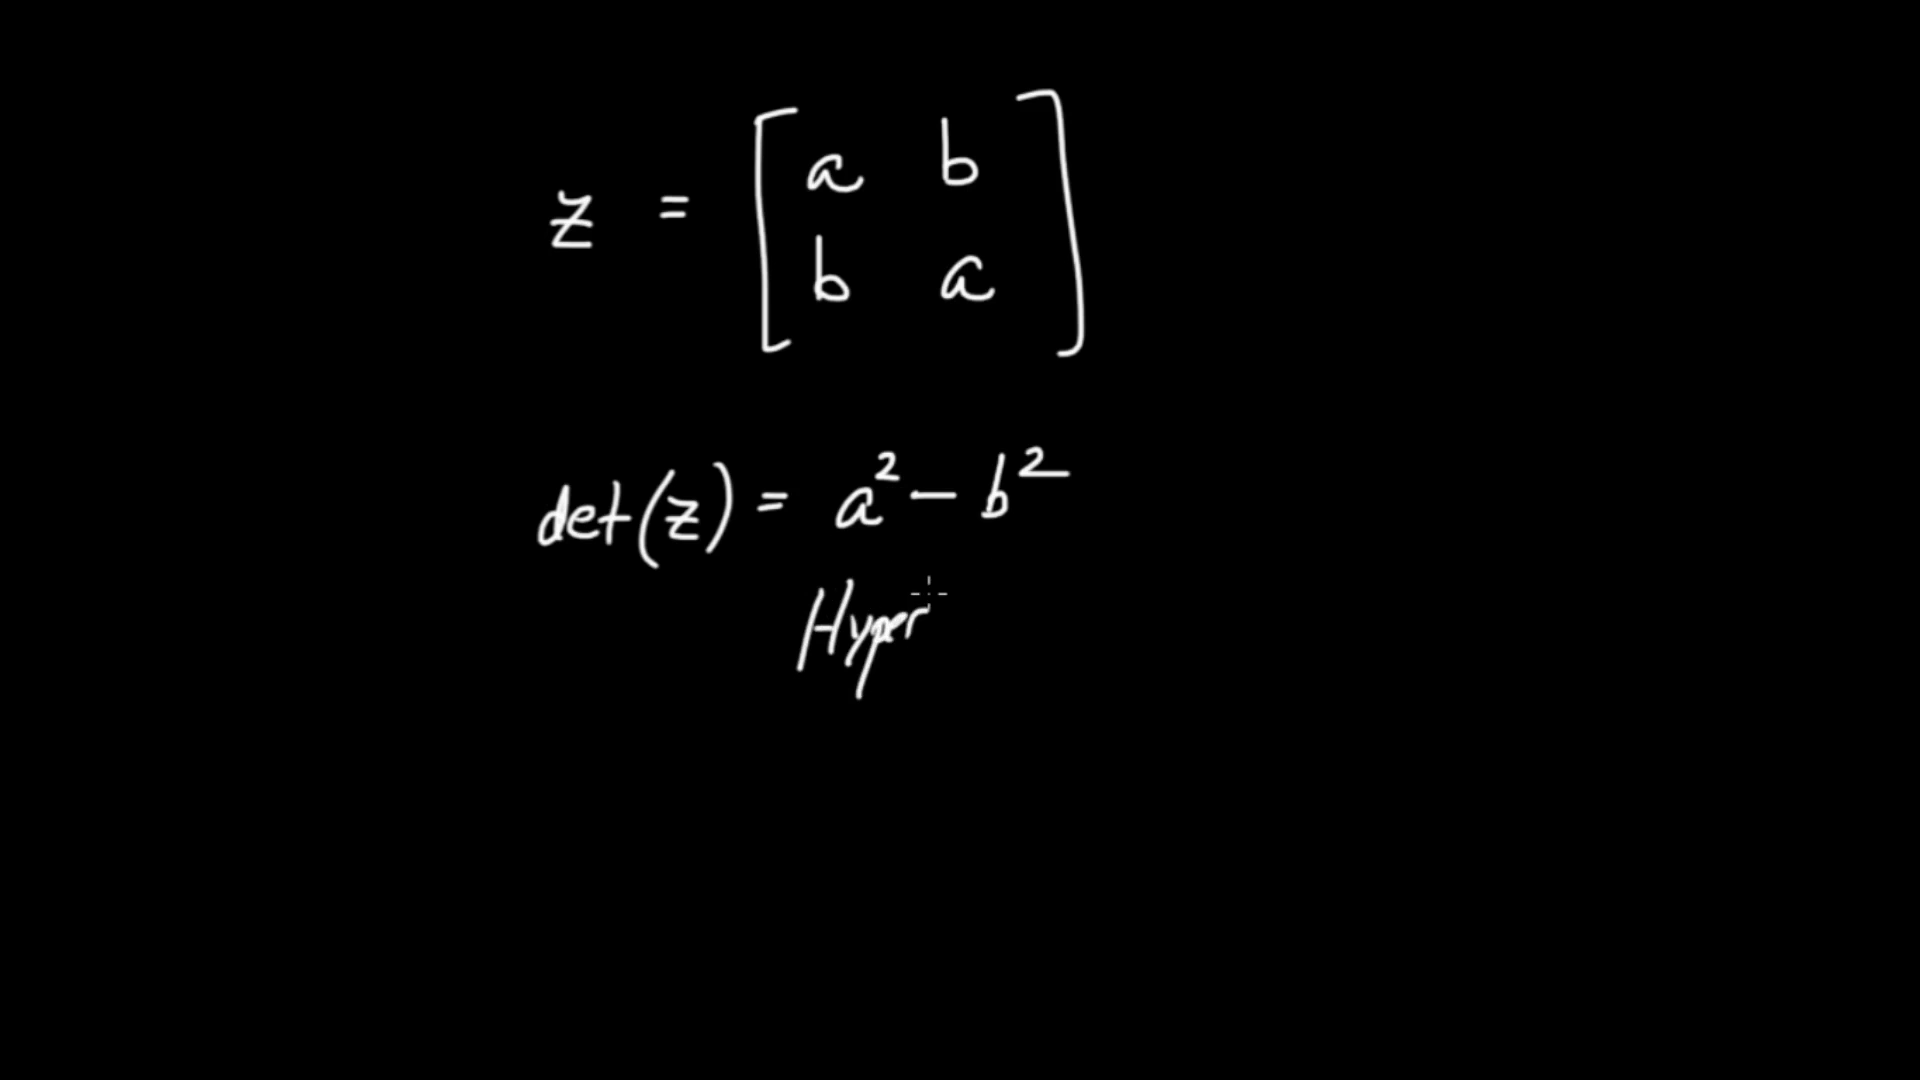 z = [a b
b a]
det(z) = a² - b²
Hyper